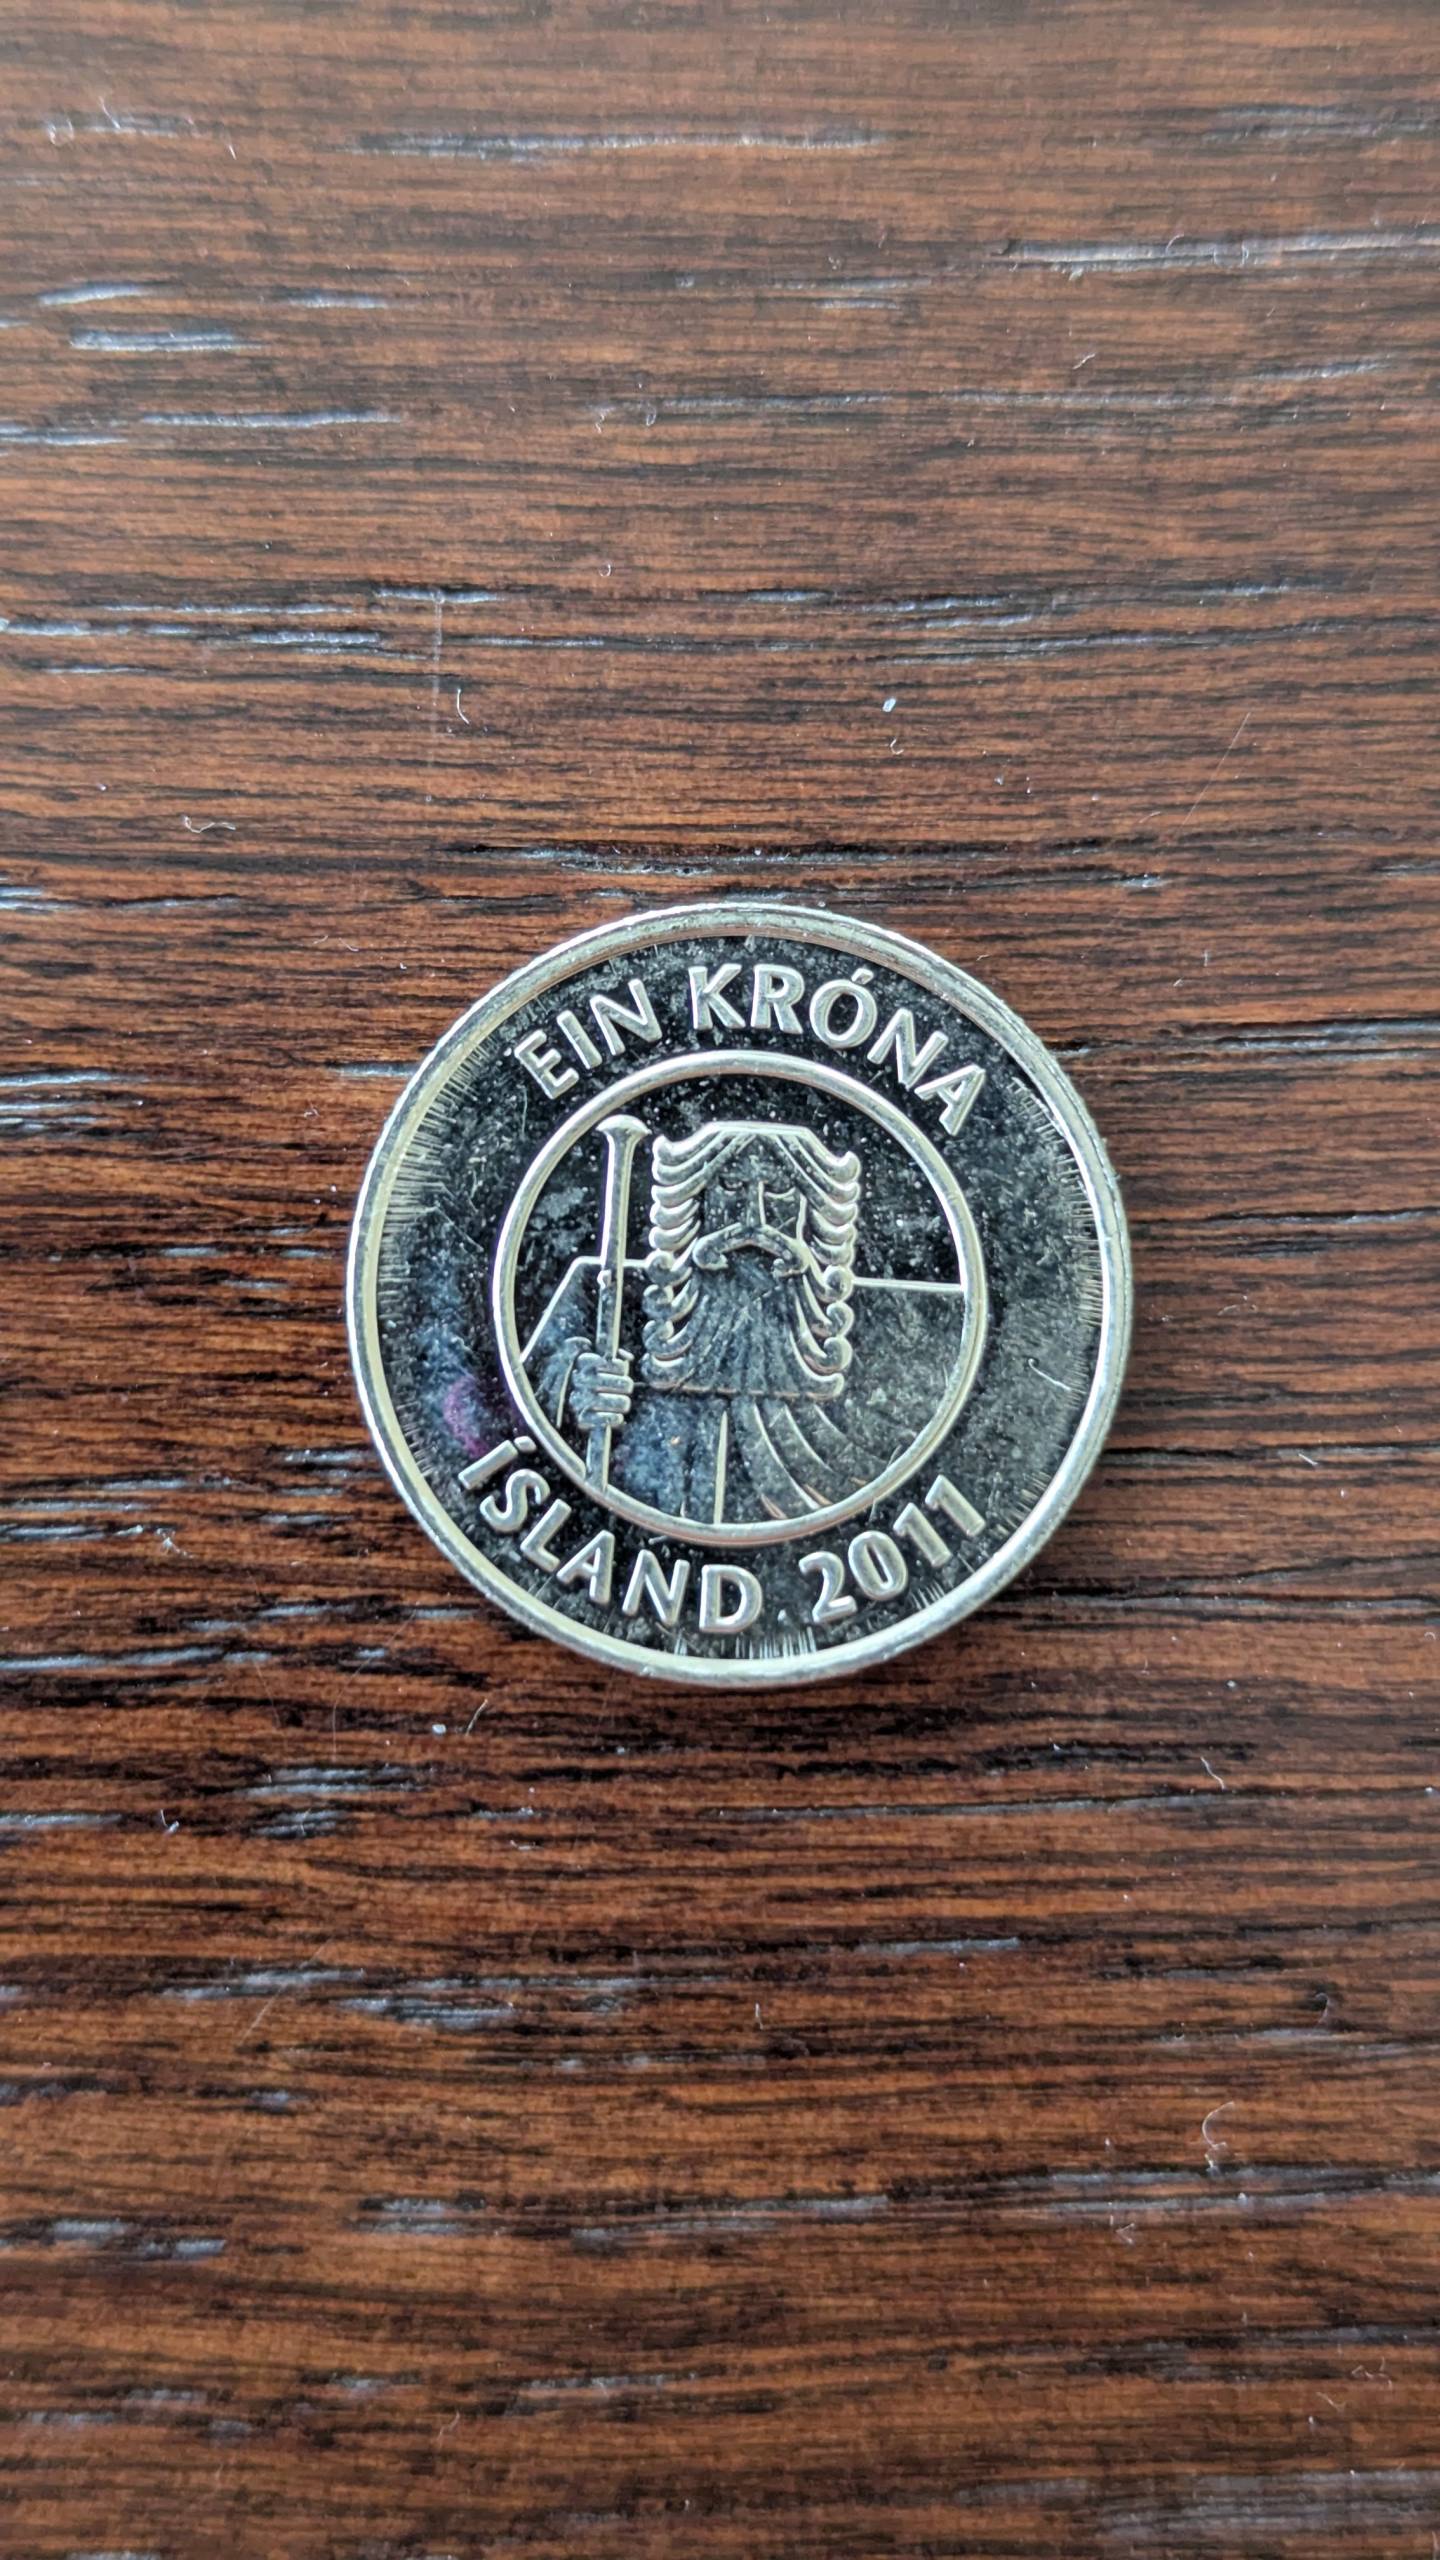 EIN KRÓNA
ÍSLAND 2011